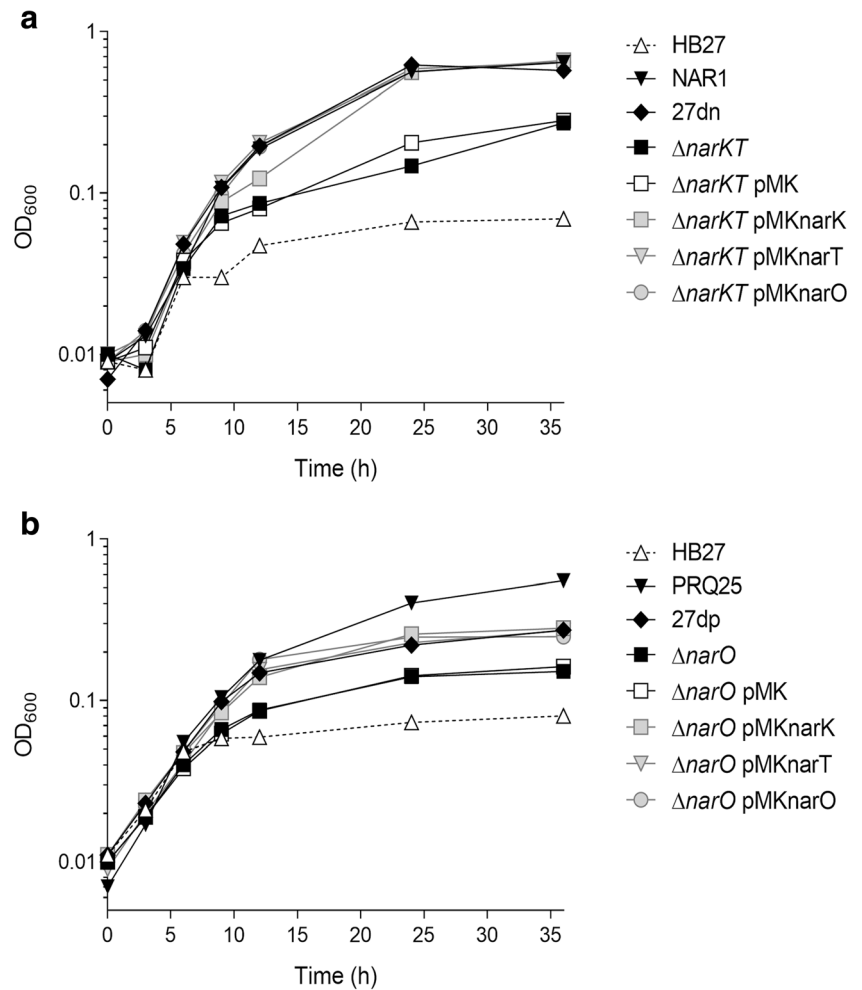 a
1
0.1
0.01
OD600
0 5 10 15 20 25 30 35
Time (h)
HB27
NAR1
27dn
ΔnarKT
ΔnarKT pMK
ΔnarKT pMKnarK
ΔnarKT pMKnarT
ΔnarKT pMKnarO
b
1
0.1
0.01
OD600
0 5 10 15 20 25 30 35
Time (h)
HB27
PRQ25
27dp
ΔnarO
ΔnarO pMK
ΔnarO pMKnarK
ΔnarO pMKnarT
ΔnarO pMKnarO